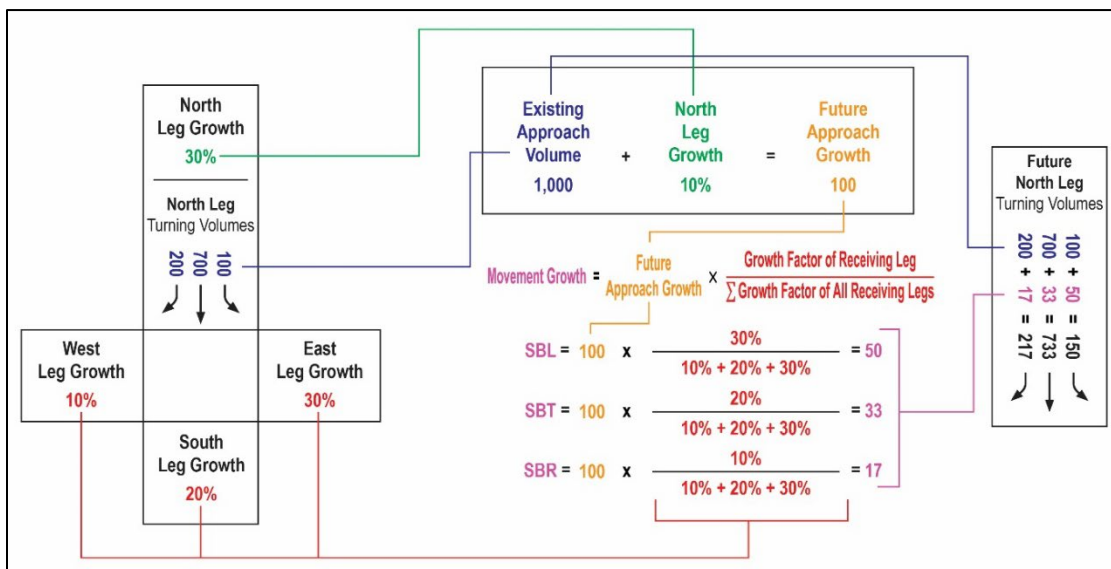 North
Leg Growth
30%
North Leg
Turning Volumes
200 700 100
West
Leg Growth
10%
East
Leg Growth
30%
South
Leg Growth
20%
Existing
Approach
Volume
1,000
+
North
Leg
Growth
10%
=
Future
Approach
Growth
100
Movement Growth = Future Approach Growth x Growth Factor of Receiving Leg
∑ Growth Factor of All Receiving Legs
SBL = 100 x 30% = 50
10% + 20% + 30%
SBT = 100 x 20% = 33
10% + 20% + 30%
SBR = 100 x 10% = 17
10% + 20% + 30%
Future
North Leg
Turning Volumes
200 + 17 = 217
700 + 33 = 733
100 + 50 = 150